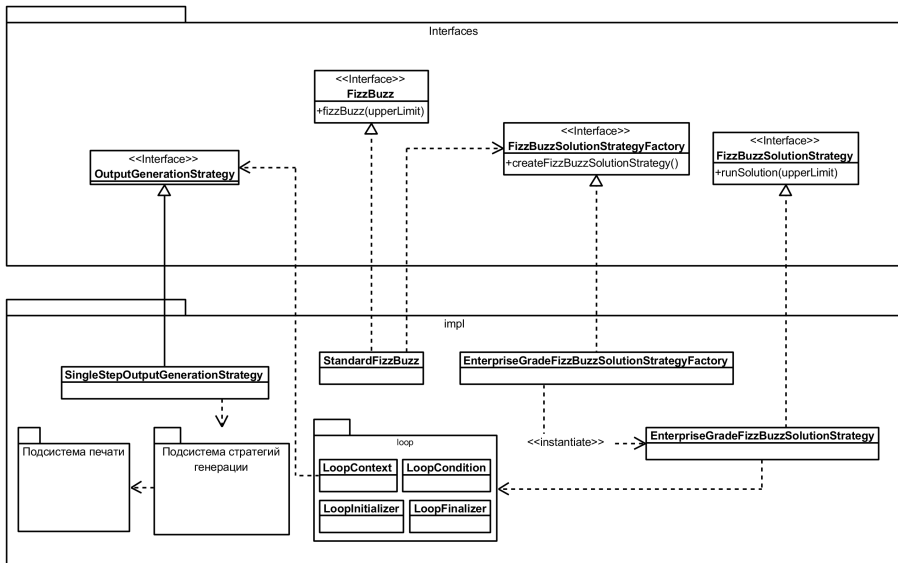 Interfaces
<<Interface>>
FizzBuzz
+fizzBuzz(upperLimit)
<<Interface>>
FizzBuzzSolutionStrategyFactory
+createFizzBuzzSolutionStrategy()
<<Interface>>
FizzBuzzSolutionStrategy
+runSolution(upperLimit)
<<Interface>>
OutputGenerationStrategy
impl
SingleStepOutputGenerationStrategy
StandardFizzBuzz
EnterpriseGradeFizzBuzzSolutionStrategyFactory
<<instantiate>>
EnterpriseGradeFizzBuzzSolutionStrategy
Подсистема печати
Подсистема стратегий
генерации
loop
LoopContext
LoopCondition
LoopInitializer
LoopFinalizer